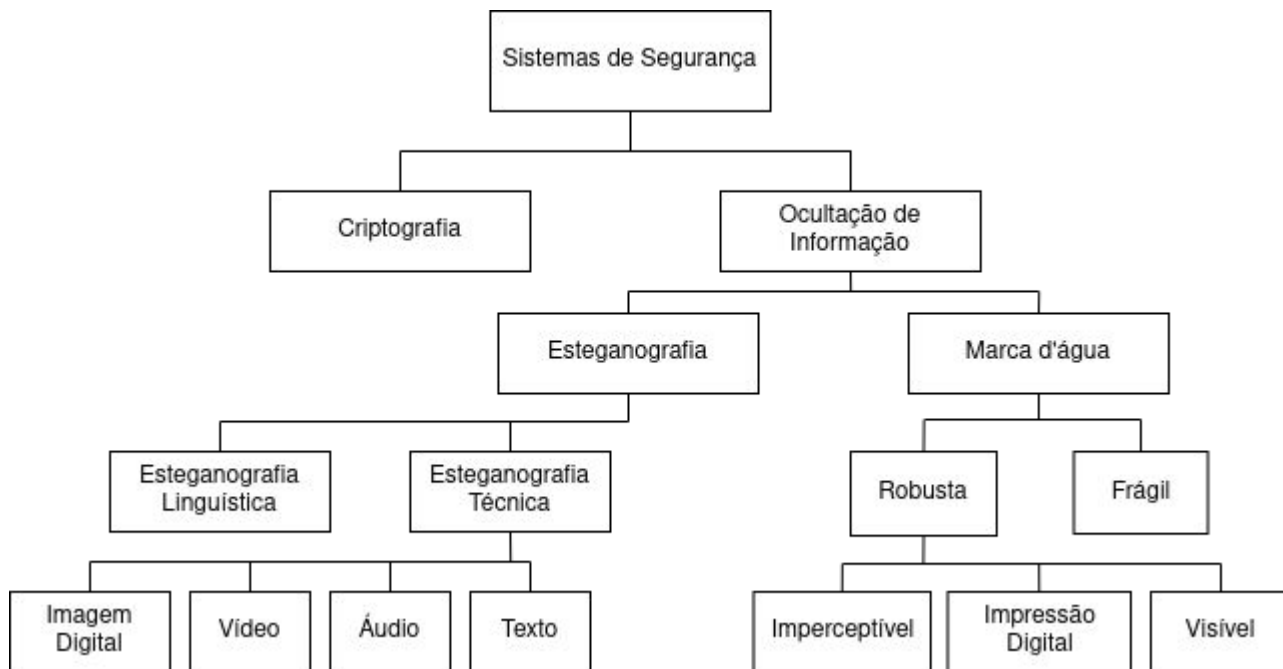 Sistemas de Segurança
Criptografia
Ocultação de
Informação
Esteganografia
Marca d'água
Esteganografia
Linguística
Esteganografia
Técnica
Robusta
Frágil
Imagem
Digital
Vídeo
Áudio
Texto
Imperceptível
Impressão
Digital
Visível